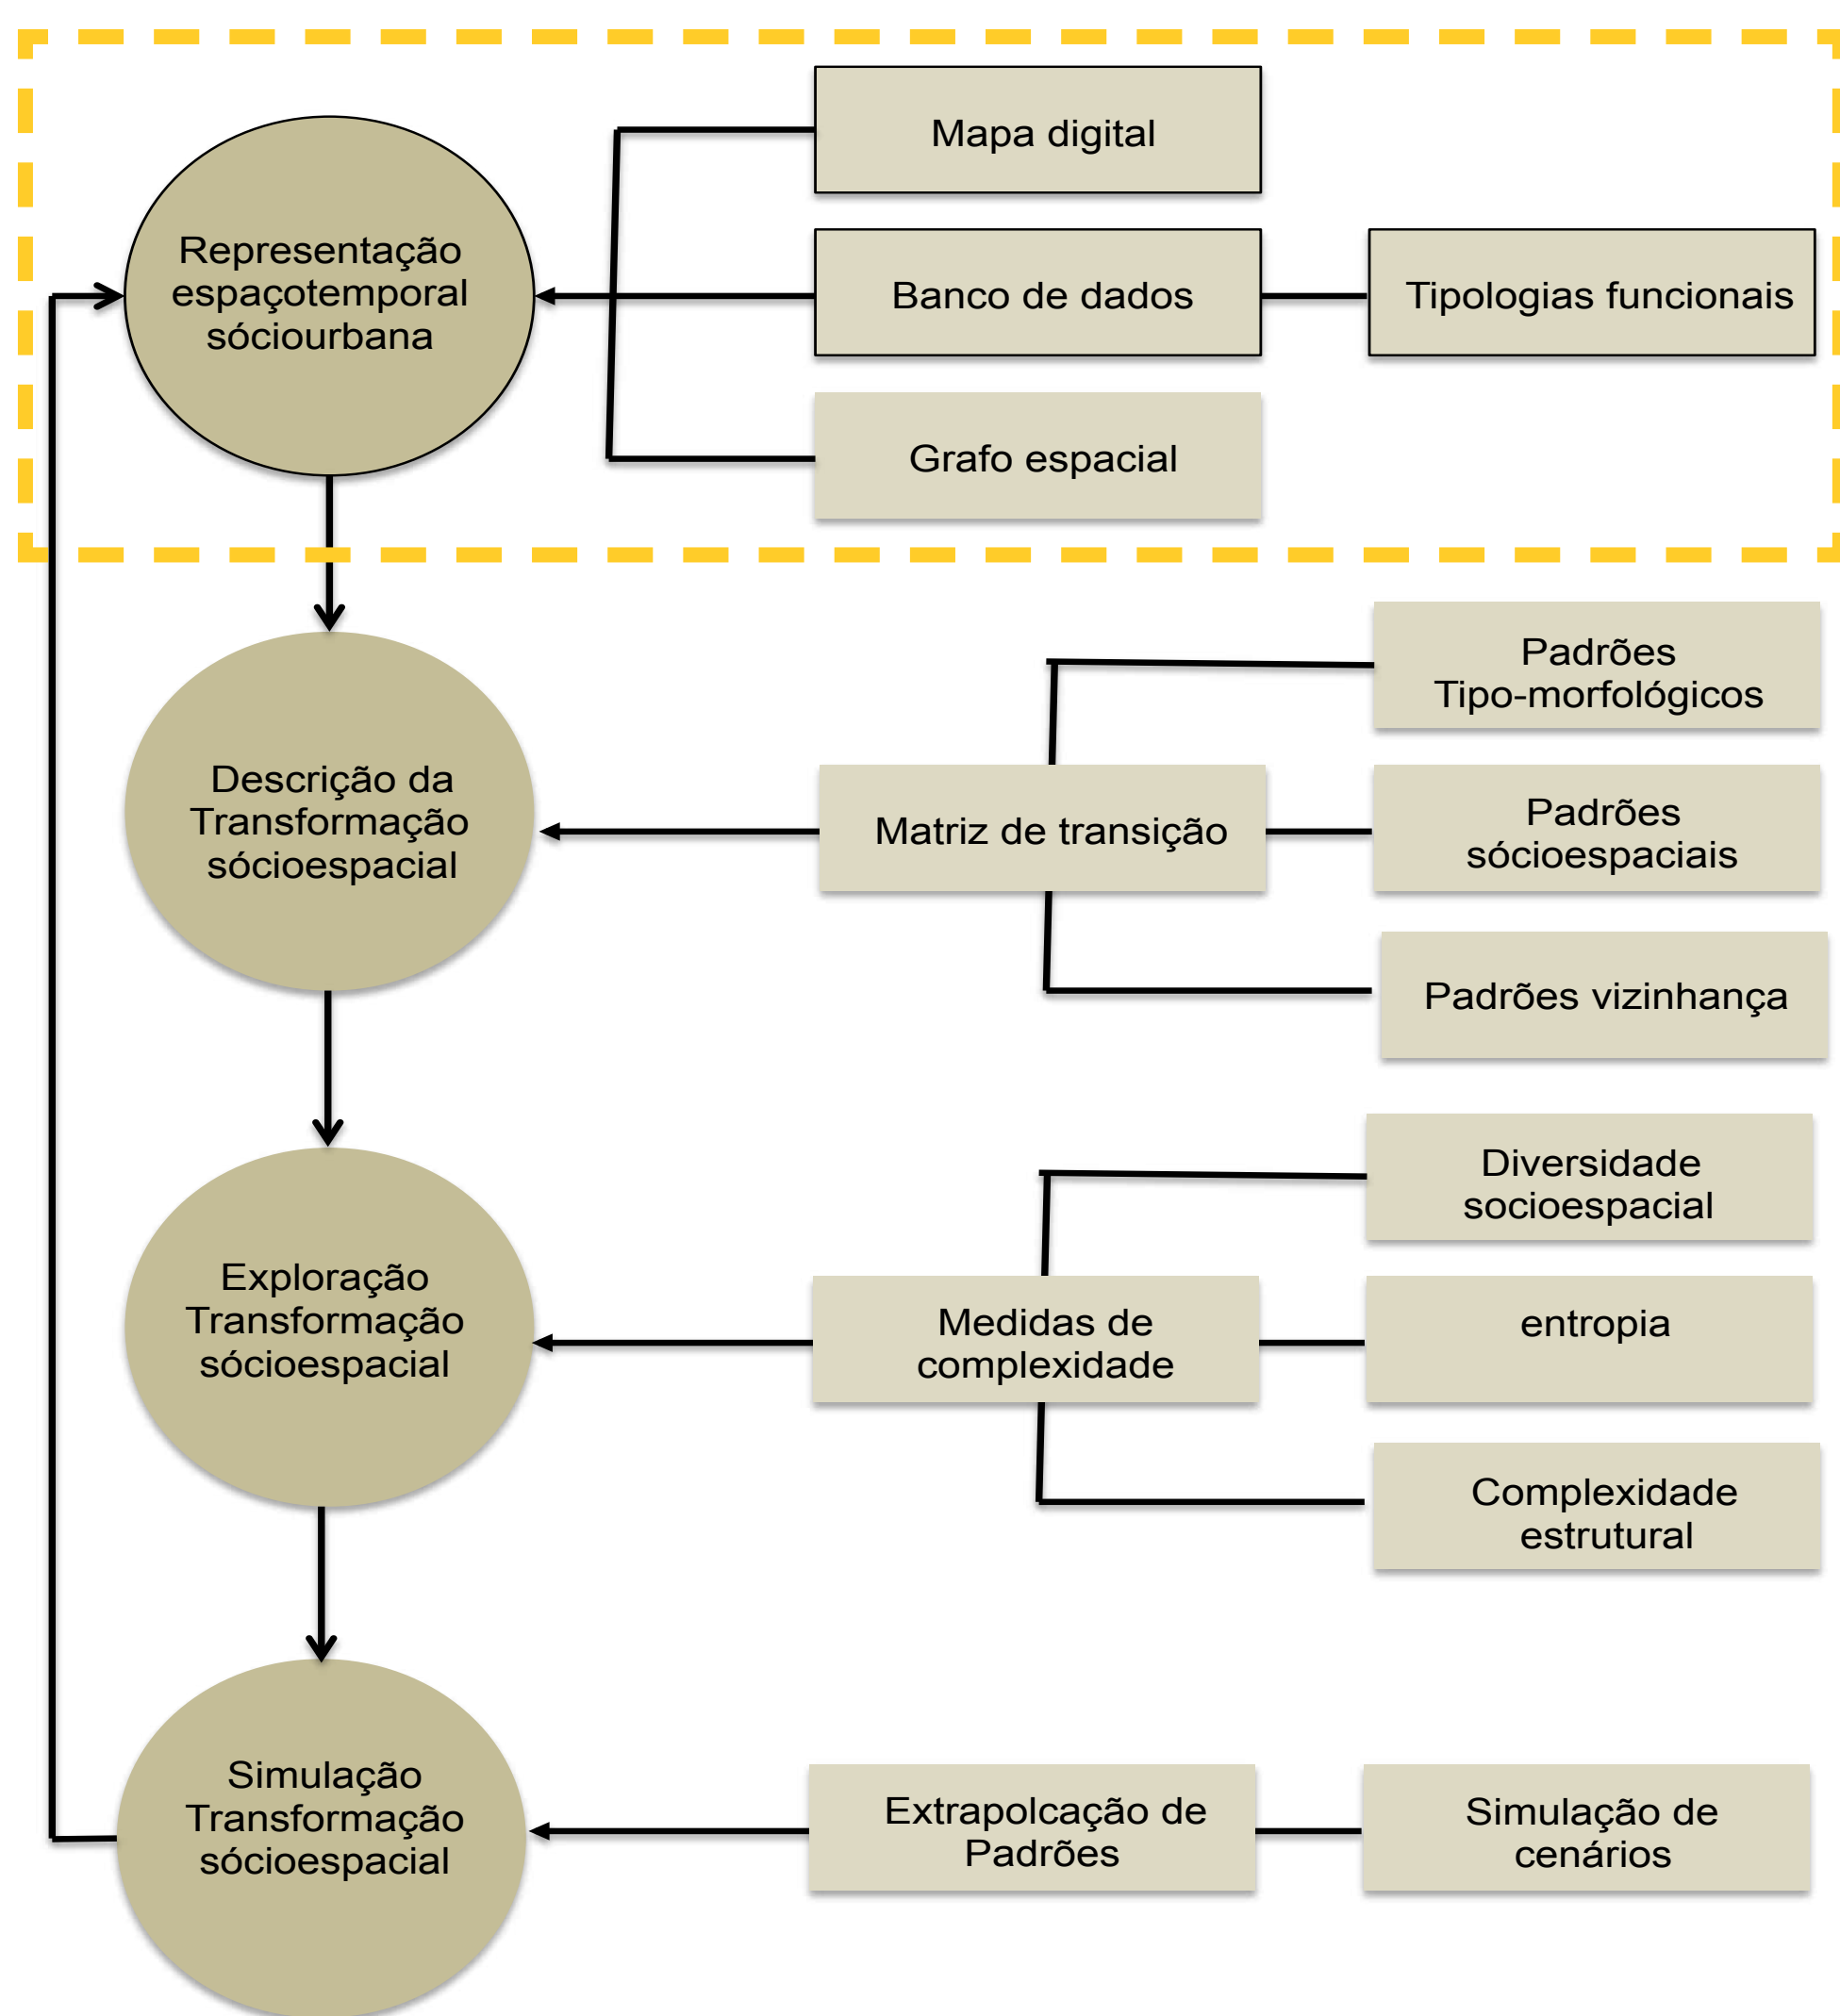 Mapa digital
Representação
espaçotemporal
sóciourbana
Banco de dados
Tipologias funcionais
Grafo espacial
Padrões
Tipo-morfológicos
Descrição da
Transformação
sócioespacial
Matriz de transição
Padrões
sócioespaciais
Padrões vizinhança
Diversidade
socioespacial
Exploração
Transformação
sócioespacial
Medidas de
complexidade
entropia
Complexidade
estrutural
Simulação
Transformação
sócioespacial
Extrapolcação de
Padrões
Simulação de
cenários